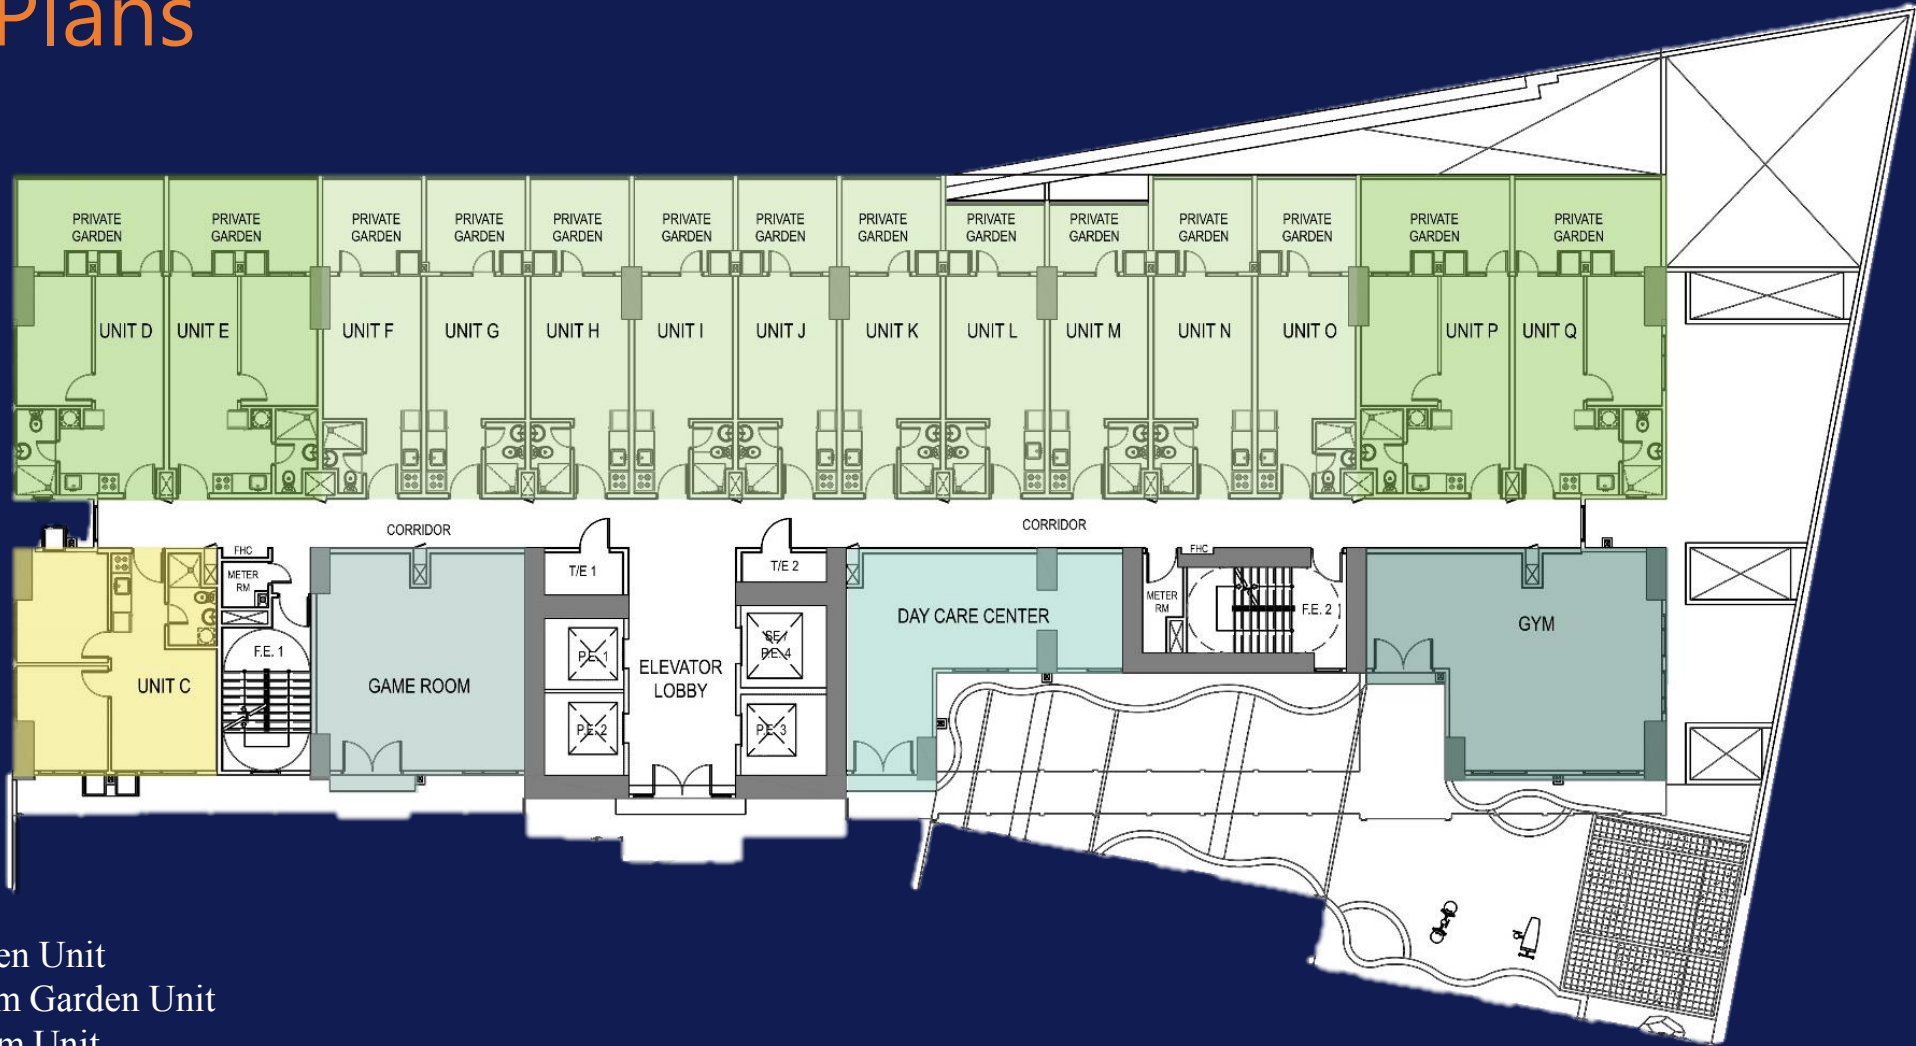 Plans
PRIVATE
GARDEN
PRIVATE
GARDEN
PRIVATE
GARDEN
PRIVATE
GARDEN
PRIVATE
GARDEN
PRIVATE
GARDEN
PRIVATE
GARDEN
PRIVATE
GARDEN
PRIVATE
GARDEN
PRIVATE
GARDEN
PRIVATE
GARDEN
PRIVATE
GARDEN
PRIVATE
GARDEN
PRIVATE
GARDEN
UNIT D
UNIT E
UNIT F
UNIT G
UNIT H
UNIT I
UNIT J
UNIT K
UNIT L
UNIT M
UNIT N
UNIT O
UNIT P
UNIT Q
CORRIDOR
CORRIDOR
FHC
METER
RM
F.E. 1
UNIT C
GAME ROOM
T/E 1
T/E 2
P.E. 1
P.E. 2
ELEVATOR
LOBBY
SE /
P.E. 4
P.E. 3
DAY CARE CENTER
FHC
METER
RM
F.E. 2
GYM
en Unit
m Garden Unit
m Unit